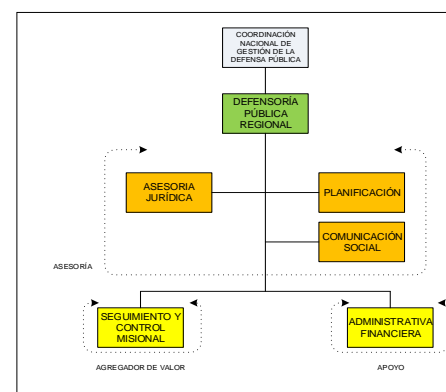 COORDINACIÓN
NACIONAL DE
GESTIÓN DE LA
DEFENSA PÚBLICA
DEFENSORÍA
PÚBLICA
REGIONAL
ASESORIA
JURÍDICA
PLANIFICACIÓN
COMUNICACIÓN
SOCIAL
ASESORÍA
SEGUIMIENTO Y
CONTROL
MISIONAL
ADMINISTRATIVA
FINANCIERA
AGREGADOR DE VALOR
APOYO